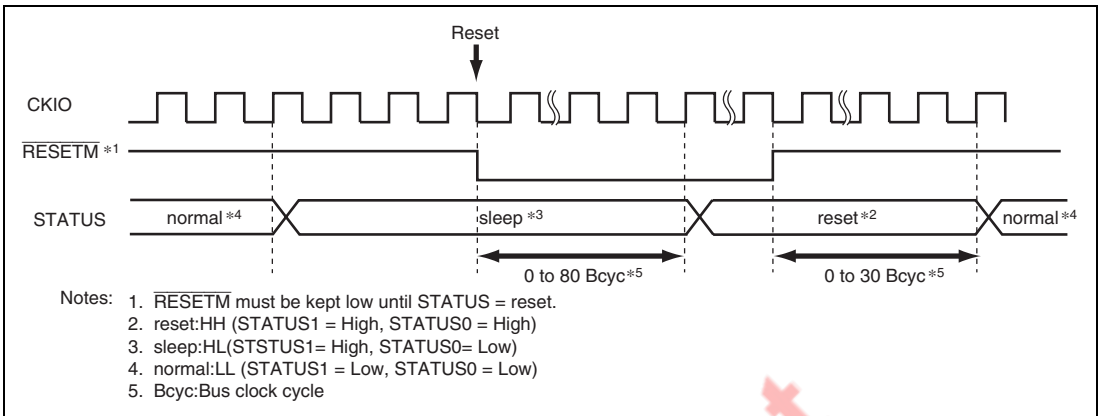 Reset
CKIO
RESETM *1
STATUS
normal *4
sleep *3
reset*2
normal*4
0 to 80 Bcyc*5
0 to 30 Bcyc*5
Notes: 1. RESETM must be kept low until STATUS = reset.
2. reset:HH (STATUS1 = High, STATUS0 = High)
3. sleep:HL(STSTUS1= High, STATUS0= Low)
4. normal:LL (STATUS1 = Low, STATUS0 = Low)
5. Bcyc:Bus clock cycle